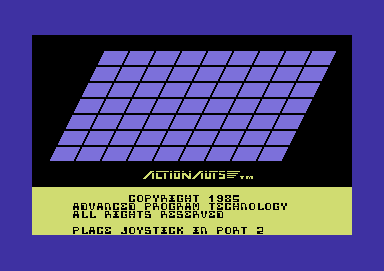 ACTIONAUTS TM
COPYRIGHT 1985
ADVANCED PROGRAM TECHNOLOGY
ALL RIGHTS RESERVED
PLACE JOYSTICK IN PORT 2